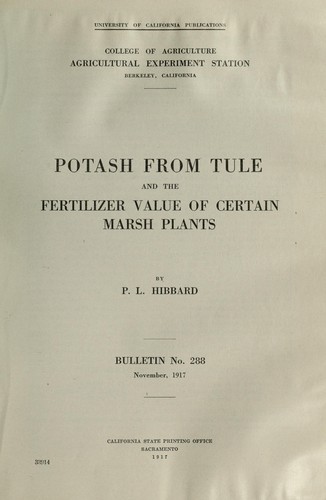 UNIVERSITY OF CALIFORNIA PUBLICATIONS
COLLEGE OF AGRICULTURE
AGRICULTURAL EXPERIMENT STATION
BERKELEY, CALIFORNIA
POTASH FROM TULE
AND THE
FERTILIZER VALUE OF CERTAIN
MARSH PLANTS
BY
P. L. HIBBARD
BULLETIN No. 288
November, 1917
CALIFORNIA STATE PRINTING OFFICE
SACRAMENTO
1917